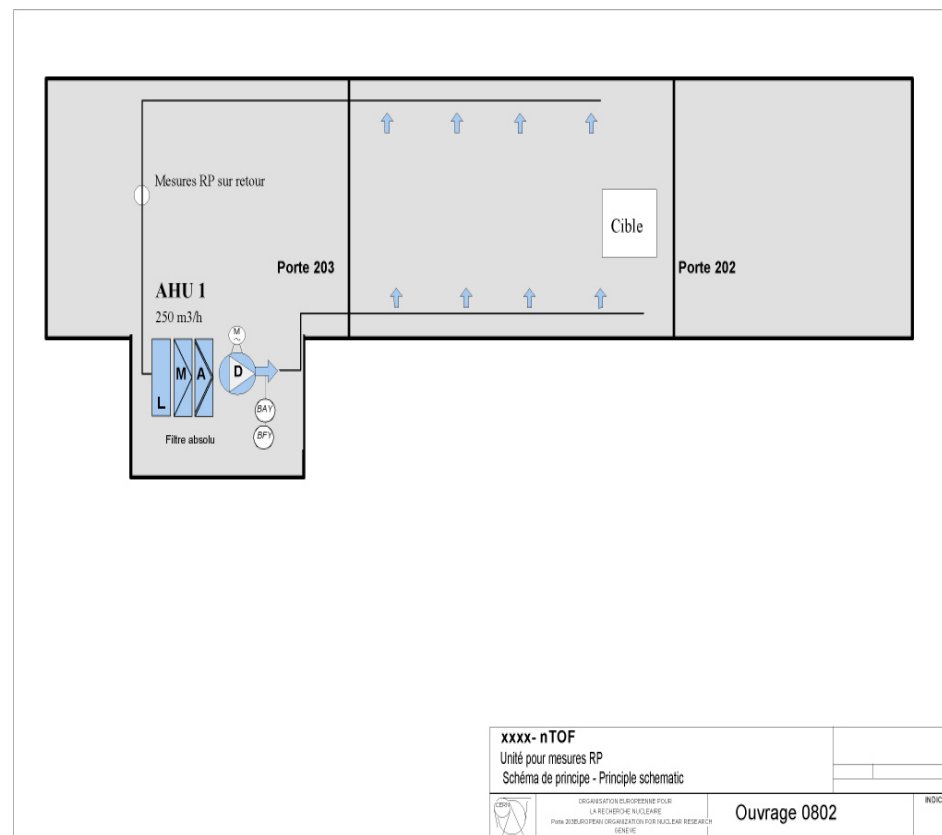 Mesures RP sur retour
Cible
Porte 203
Porte 202
AHU 1
250 m3/h
M
~
L
M
A
D
BAY
BFY
Filtre absolu
xxxx- nTOF
Unité pour mesures RP
Schéma de principe - Principle schematic
CERN
ORGANISATION EUROPEENNE POUR
LA RECHERCHE NUCLEAIRE
Porte 203EUROPEAN ORGANIZATION FOR NUCLEAR RESEARCH
GENEVE
Ouvrage 0802
INDIC